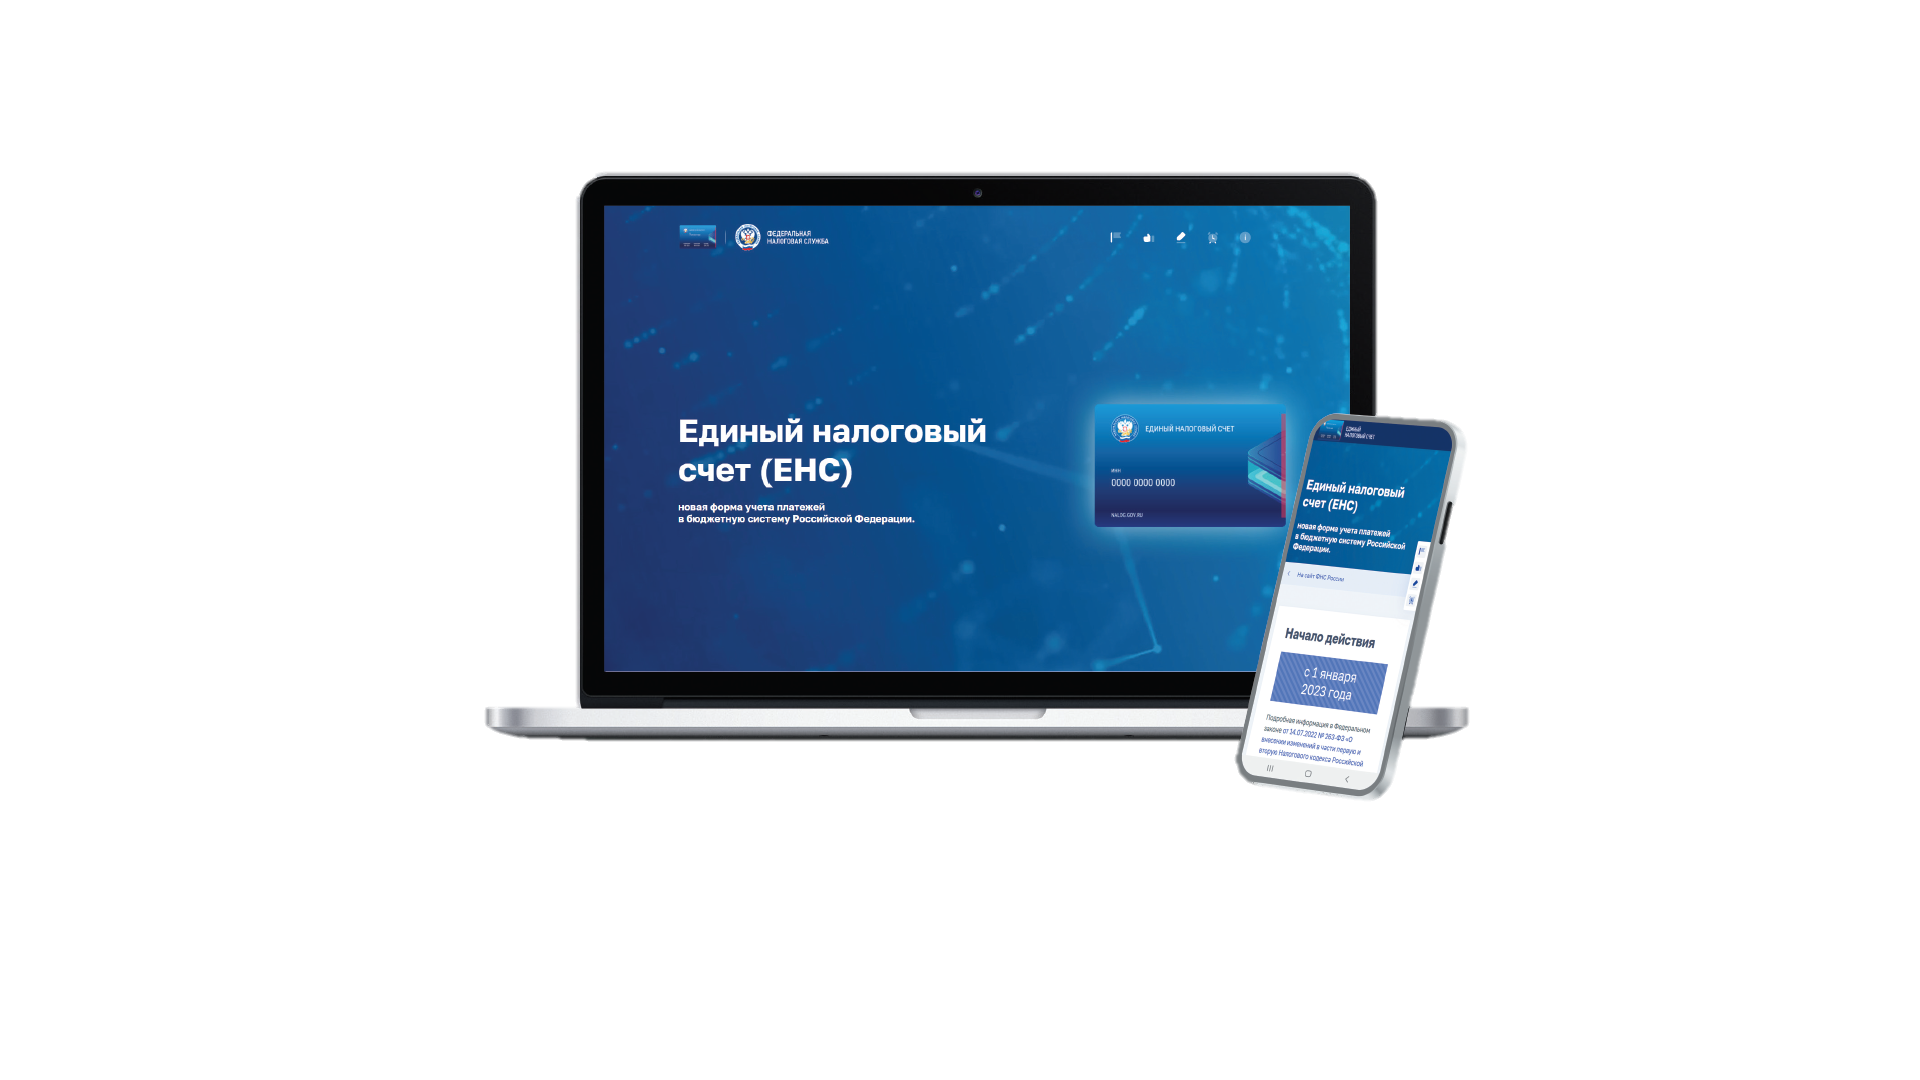 ФЕДЕРАЛЬНАЯ
НАЛОГОВАЯ СЛУЖБА
Единый налоговый
счет (ЕНС)
новая форма учета платежей
в бюджетную систему Российской Федерации.
ЕДИНЫЙ НАЛОГОВЫЙ СЧЕТ
ИНН
0000 0000 0000
NALOG.GOV.RU
ЕДИНЫЙ
НАЛОГОВЫЙ СЧЕТ
Единый налоговый
счет (ЕНС)
новая форма учета платежей
в бюджетную систему Российской
Федерации.
На сайт ФНС России
Начало действия
с 1 января
2023 года
Подробная информация в Федеральном
законе от 14.07.2022 № 263-ФЗ «О
внесении изменений в части первую и
вторую Налогового кодекса Российской